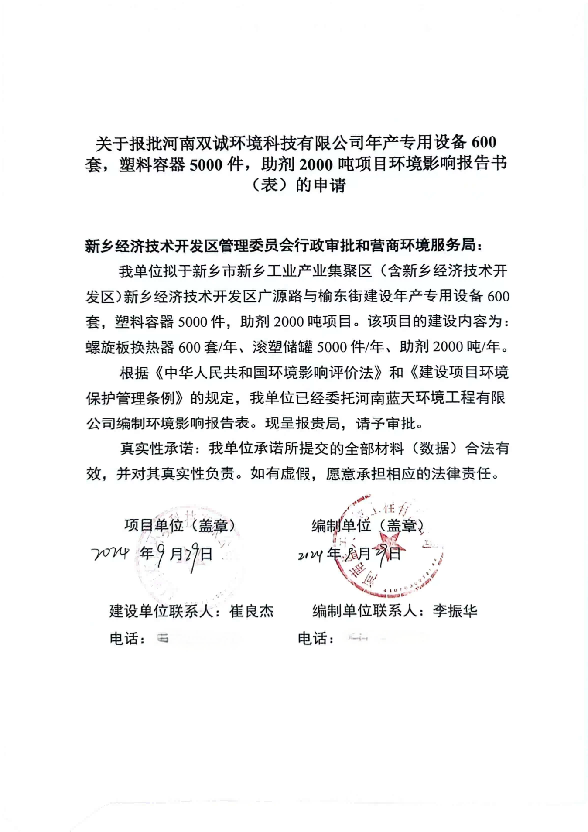 关于报批河南双诚环境科技有限公司年产专用设备 600
套，塑料容器 5000 件，助剂 2000 吨项目环境影响报告书
（表）的申请
新乡经济技术开发区管理委员会行政审批和营商环境服务局：
我单位拟于新乡市新乡工业产业集聚区（含新乡经济技术开
发区)新乡经济技术开发区广源路与榆东街建设年产专用设备 600
套，塑料容器 5000 件，助剂 2000 吨项目。该项目的建设内容为：
螺旋板换热器 600 套/年、滚塑储罐 5000 件/年、助剂 2000 吨/年。
根据《中华人民共和国环境影响评价法》和《建设项目环境
保护管理条例》的规定，我单位已经委托河南蓝天环境工程有限
公司编制环境影响报告表。现呈报贵局，请予审批。
真实性承诺：我单位承诺所提交的全部材料（数据）合法有
效，并对其真实性负责。如有虚假，愿意承担相应的法律责任。
项目单位（盖章） 编制单位（盖章）
2024 年 9 月 29 日 2024 年 9 月 29 日
建设单位联系人：崔良杰 编制单位联系人：李振华
电话： 电话：